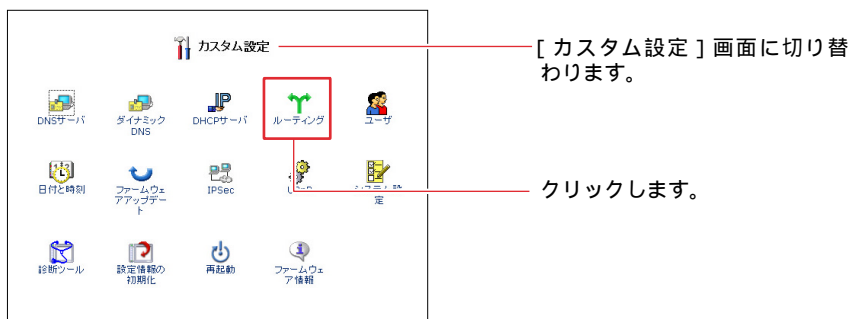 カスタム設定
[ カスタム設定 ] 画面に切り替
わります。
DNSサーバ
ダイナミック
DNS
DHCPサーバ
ルーティング
ユーザ
日付と時刻
ファームウェ
アアップデー
ト
IPSec
定
クリックします。
診断ツール
設定情報の
初期化
再起動
ファームウェ
ア情報